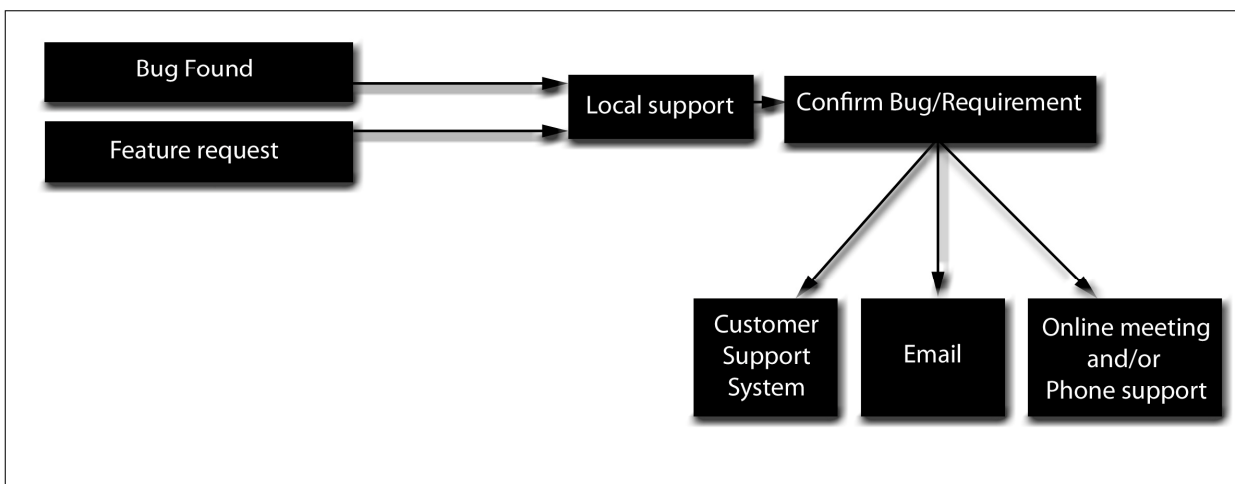 Bug Found
Feature request
Local support
Confirm Bug/Requirement
Customer
Support
System
Email
Online meeting
and/or
Phone support